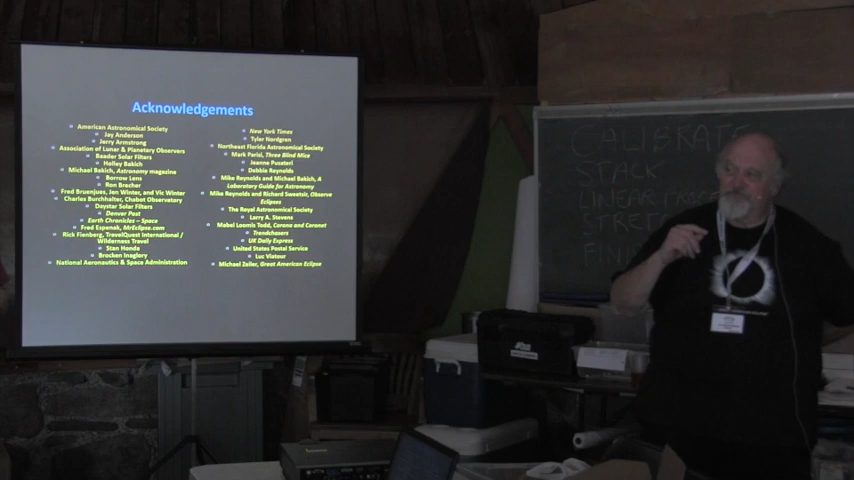 Acknowledgements
American Astronomical Society
Jay Anderson
Jerry Armstrong
Association of Lunar & Planetary Observers
Baader Solar Filters
Holley Bakich
Michael Bakich, Astronomy magazine
Borrow Lens
Ron Brecher
Fred Bruenjes, Jon Winter, and Vic Winter
Charles Burchhalter, Chabot Observatory
Daystar Solar Filters
Denver Post
Earth Chronicles – Space
Fred Espenak, MrEclipse.com
Rick Fienberg, TravelQuest International /
Wilderness Travel
Stan Honda
Brocken Inaglory
National Aeronautics & Space Administration
New York Times
Tyler Nordgren
Northeast Florida Astronomical Society
Mark Parisi, Three Blind Mice
Jeanne Pusateri
Debbie Reynolds
Mike Reynolds and Michael Bakich, A
Laboratory Guide for Astronomy
Mike Reynolds and Richard Sweatsir, Observe
Eclipses
The Royal Astronomical Society
Larry A. Stevens
Mabel Loomis Todd, Corona and Coronet
Trendchasers
UK Daily Express
United States Postal Service
Luc Viatour
Michael Zeiler, Great American Eclipse
CALIBRATE
STACK
LINEAR
STRETCH